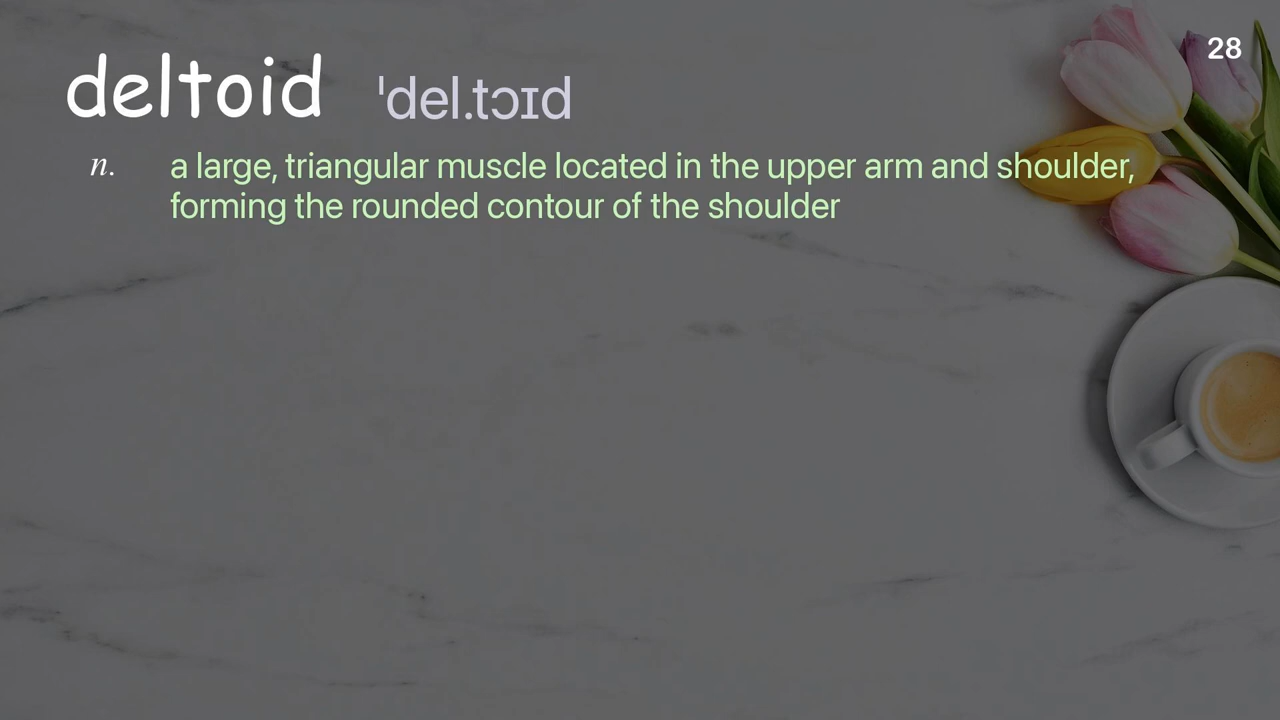 28
deltoid ˈdel.tɔɪd
n. a large, triangular muscle located in the upper arm and shoulder,
forming the rounded contour of the shoulder